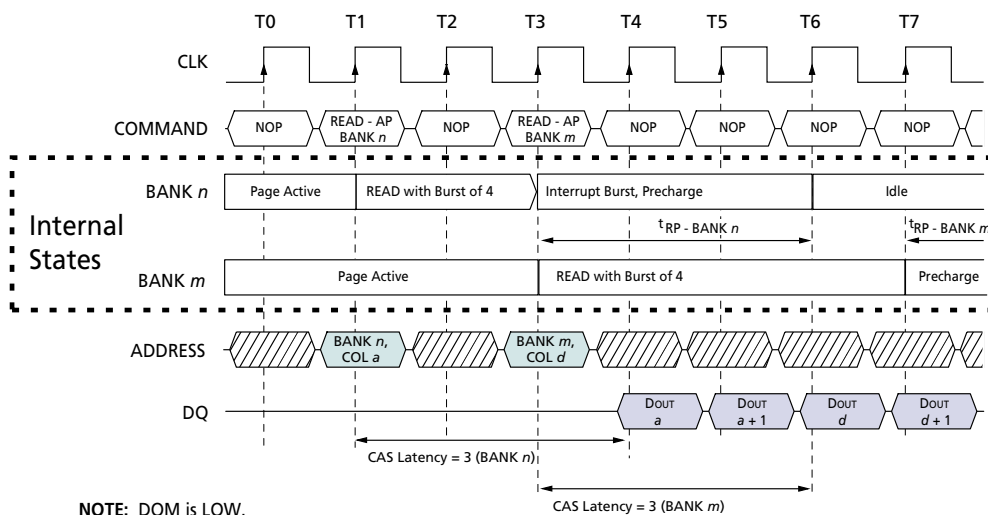 T0 T1 T2 T3 T4 T5 T6 T7
CLK
COMMAND NOP READ - AP BANK n NOP READ - AP BANK m NOP NOP NOP NOP
Internal States
BANK n Page Active READ with Burst of 4 Interrupt Burst, Precharge Idle
tRP - BANK n tRP - BANK m
BANK m Page Active READ with Burst of 4 Precharge
ADDRESS BANK n, COL a BANK m, COL d
DQ DOUT a DOUT a + 1 DOUT d DOUT d + 1
CAS Latency = 3 (BANK n)
CAS Latency = 3 (BANK m)
NOTE: DQM is LOW.